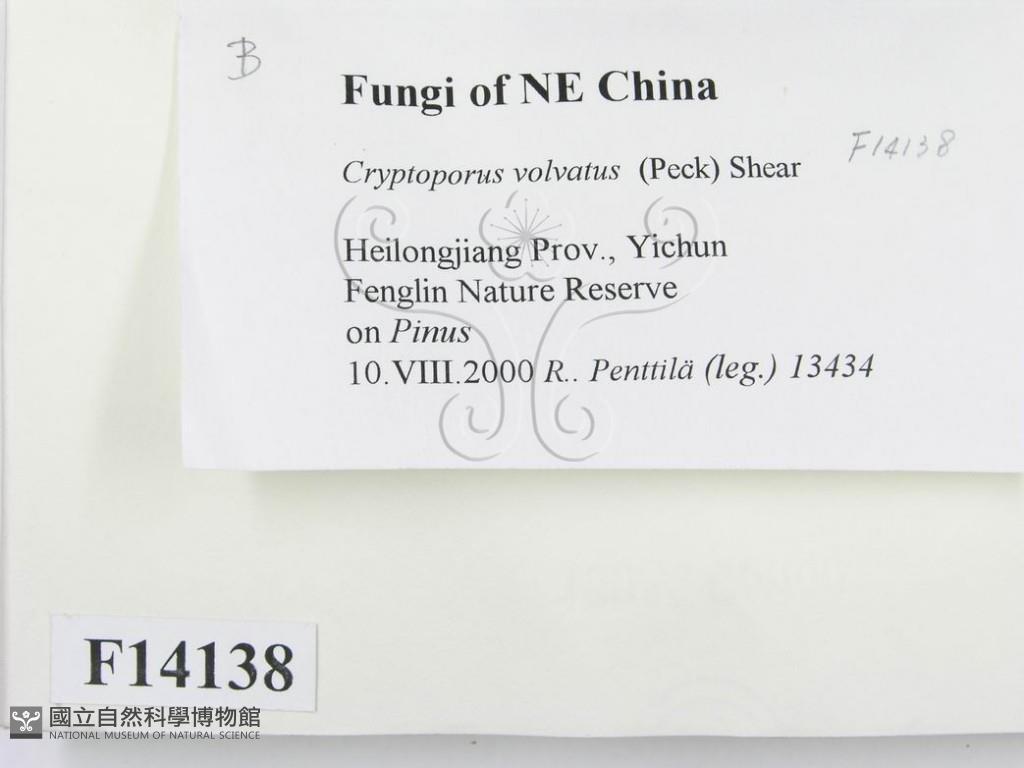 B
Fungi of NE China
F14138
Cryptoporus volvatus (Peck) Shear
Heilongjiang Prov., Yichun
Fenglin Nature Reserve
on Pinus
10.VIII.2000 R.. Penttilä (leg.) 13434
F14138
國立自然科學博物館
NATIONAL MUSEUM OF NATURAL SCIENCE